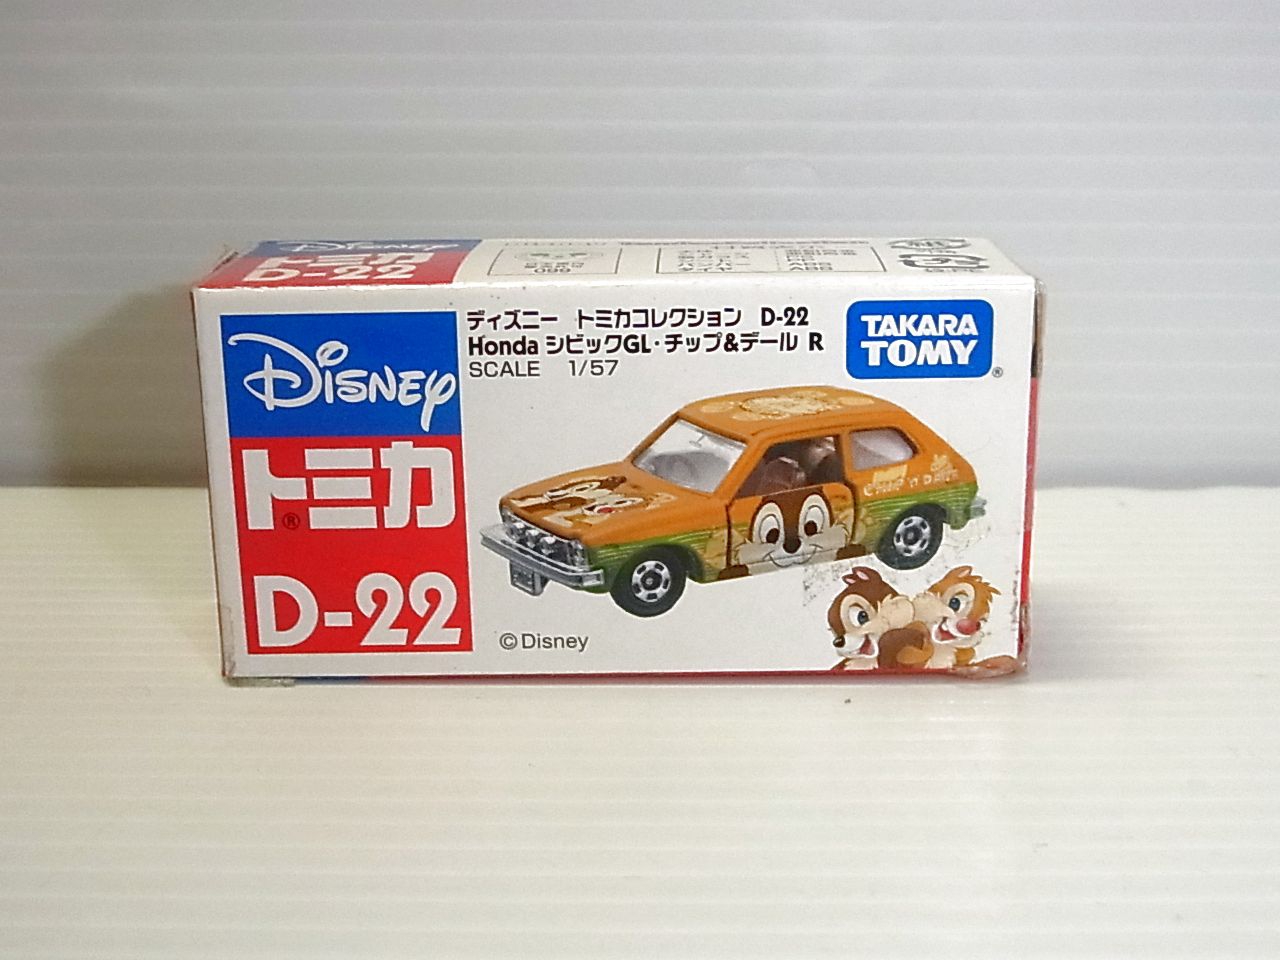 Disney
トミカ
D-22
Disney
トミカ®
D-22
ディズニー トミカコレクション D-22
Honda シビックGL・チップ&デール R
SCALE 1/57
TAKARA
TOMY®
CHIP 'N DALE
©Disney